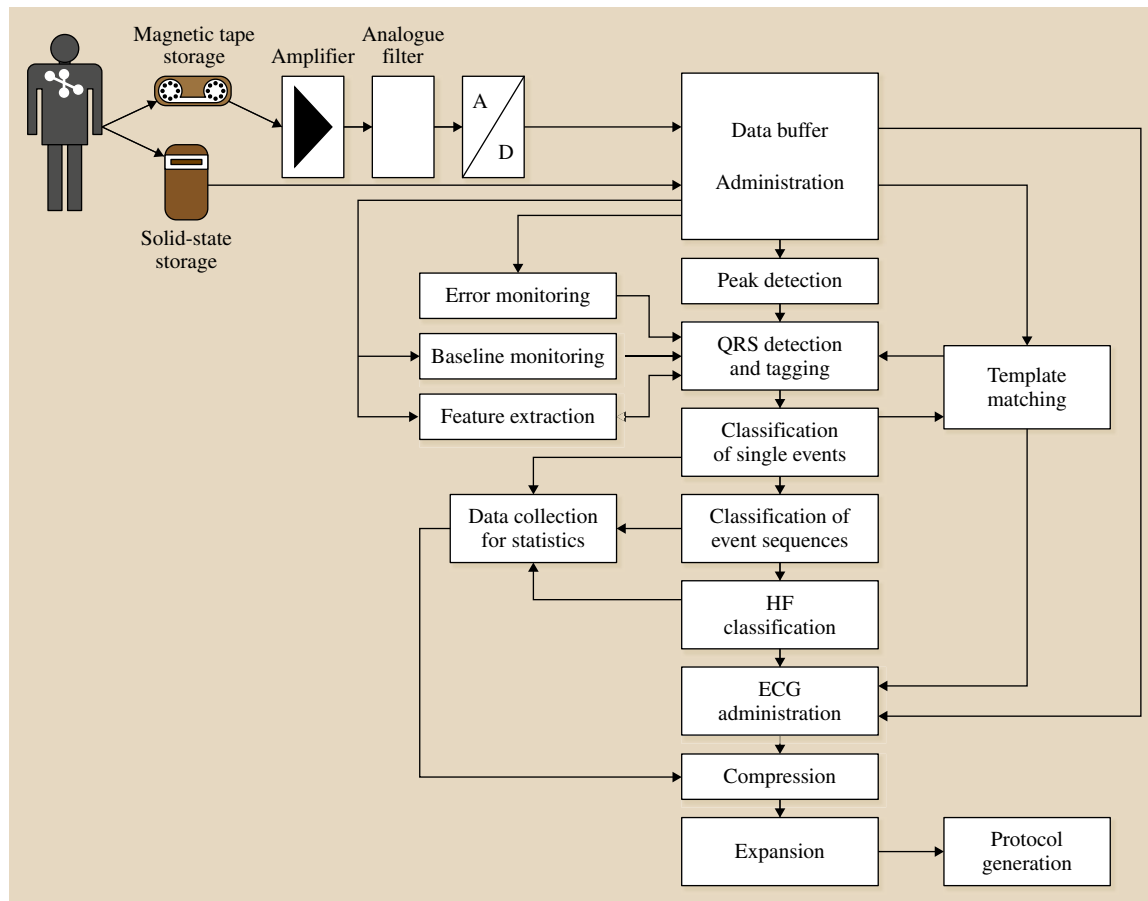 Magnetic tape
storage
Amplifier
Analogue
filter
A
D
Data buffer
Administration
Solid-state
storage
Peak detection
Error monitoring
QRS detection
and tagging
Baseline monitoring
Template
matching
Feature extraction
Classification
of single events
Data collection
for statistics
Classification of
event sequences
HF
classification
ECG
administration
Compression
Expansion
Protocol
generation